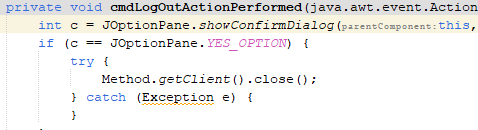 private void cmdLogOutActionPerformed(java.awt.event.Action
int c = JOptionPane.showConfirmDialog(parentComponent:this,
if (c == JOptionPane.YES_OPTION) {
try {
Method.getClient().close();
} catch (Exception e) {
}